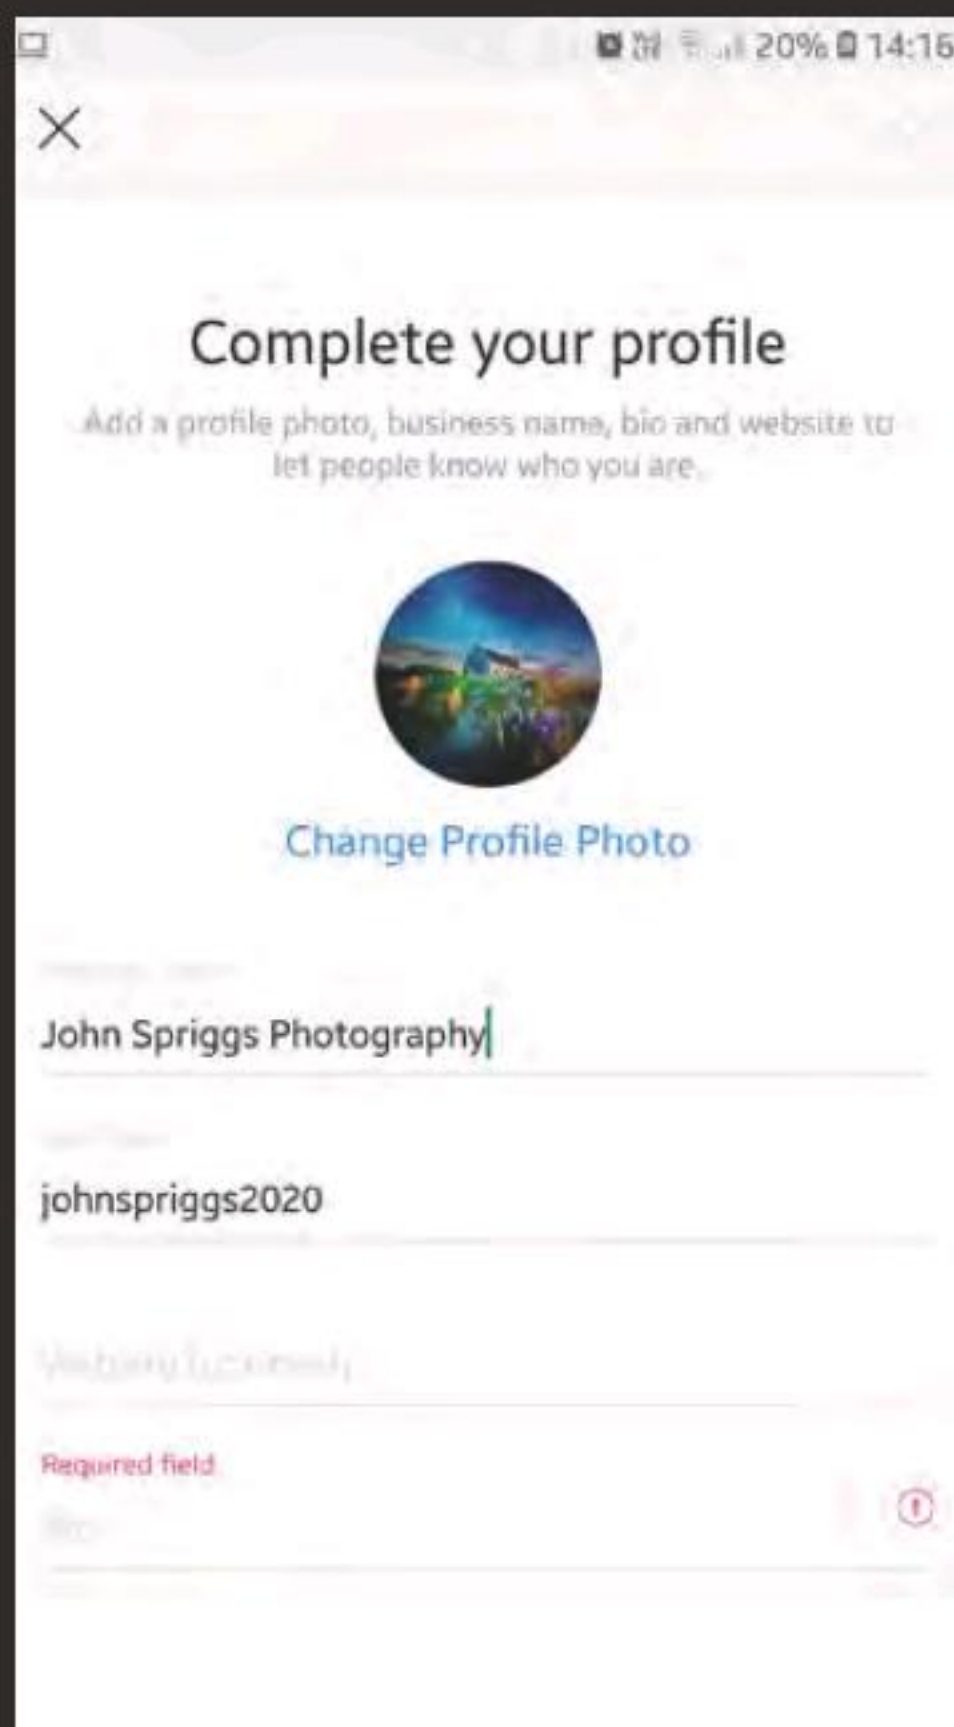 20% 14:16
Complete your profile
Add a profile photo, business name, bio and website to
let people know who you are.
Change Profile Photo
John Spriggs Photography
johnspriggs2020
Required field